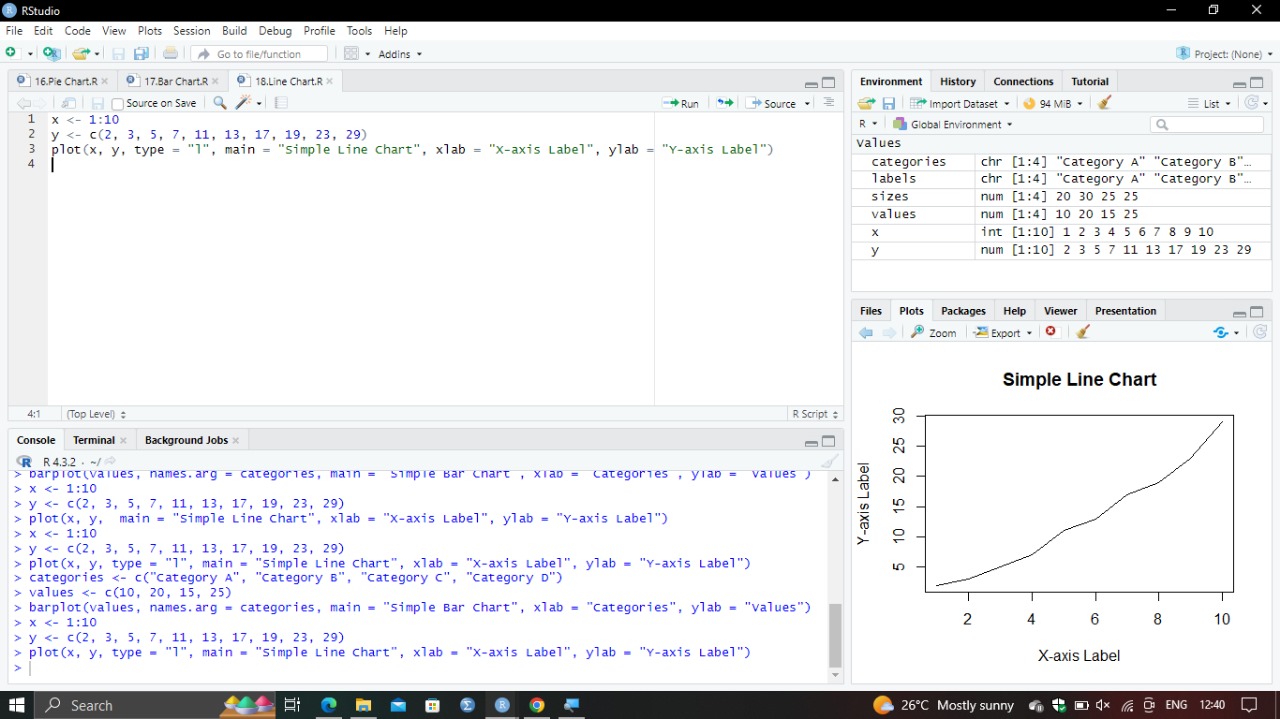 RStudio
File Edit Code View Plots Session Build Debug Profile Tools Help
Go to file/function Addins Project: (None)
16.Pie Chart.R 17.Bar Chart.R 18.Line Chart.R
Source on Save Run Source
1 x <- 1:10
2 y <- c(2, 3, 5, 7, 11, 13, 17, 19, 23, 29)
3 plot(x, y, type = "l", main = "Simple Line Chart", xlab = "X-axis Label", ylab = "Y-axis Label")
4
4:1 (Top Level) R Script
Console Terminal Background Jobs
R 4.3.2 · ~/
> barplot(values, names.arg = categories, main = "Simple Bar Chart", xlab = "Categories", ylab = "Values")
> x <- 1:10
> y <- c(2, 3, 5, 7, 11, 13, 17, 19, 23, 29)
> plot(x, y,  main = "Simple Line Chart", xlab = "X-axis Label", ylab = "Y-axis Label")
> x <- 1:10
> y <- c(2, 3, 5, 7, 11, 13, 17, 19, 23, 29)
> plot(x, y, type = "l", main = "Simple Line Chart", xlab = "X-axis Label", ylab = "Y-axis Label")
> categories <- c("Category A", "Category B", "Category C", "Category D")
> values <- c(10, 20, 15, 25)
> barplot(values, names.arg = categories, main = "Simple Bar Chart", xlab = "Categories", ylab = "Values")
> x <- 1:10
> y <- c(2, 3, 5, 7, 11, 13, 17, 19, 23, 29)
> plot(x, y, type = "l", main = "Simple Line Chart", xlab = "X-axis Label", ylab = "Y-axis Label")
>
Environment History Connections Tutorial
Import Dataset 94 MiB List
R Global Environment
Values
categories chr [1:4] "Category A" "Category B"…
labels chr [1:4] "Category A" "Category B"…
sizes num [1:4] 20 30 25 25
values num [1:4] 10 20 15 25
x int [1:10] 1 2 3 4 5 6 7 8 9 10
y num [1:10] 2 3 5 7 11 13 17 19 23 29
Files Plots Packages Help Viewer Presentation
Zoom Export
Simple Line Chart
Y-axis Label
30
25
20
15
10
5
2 4 6 8 10
X-axis Label
Search 26°C Mostly sunny ENG 12:40